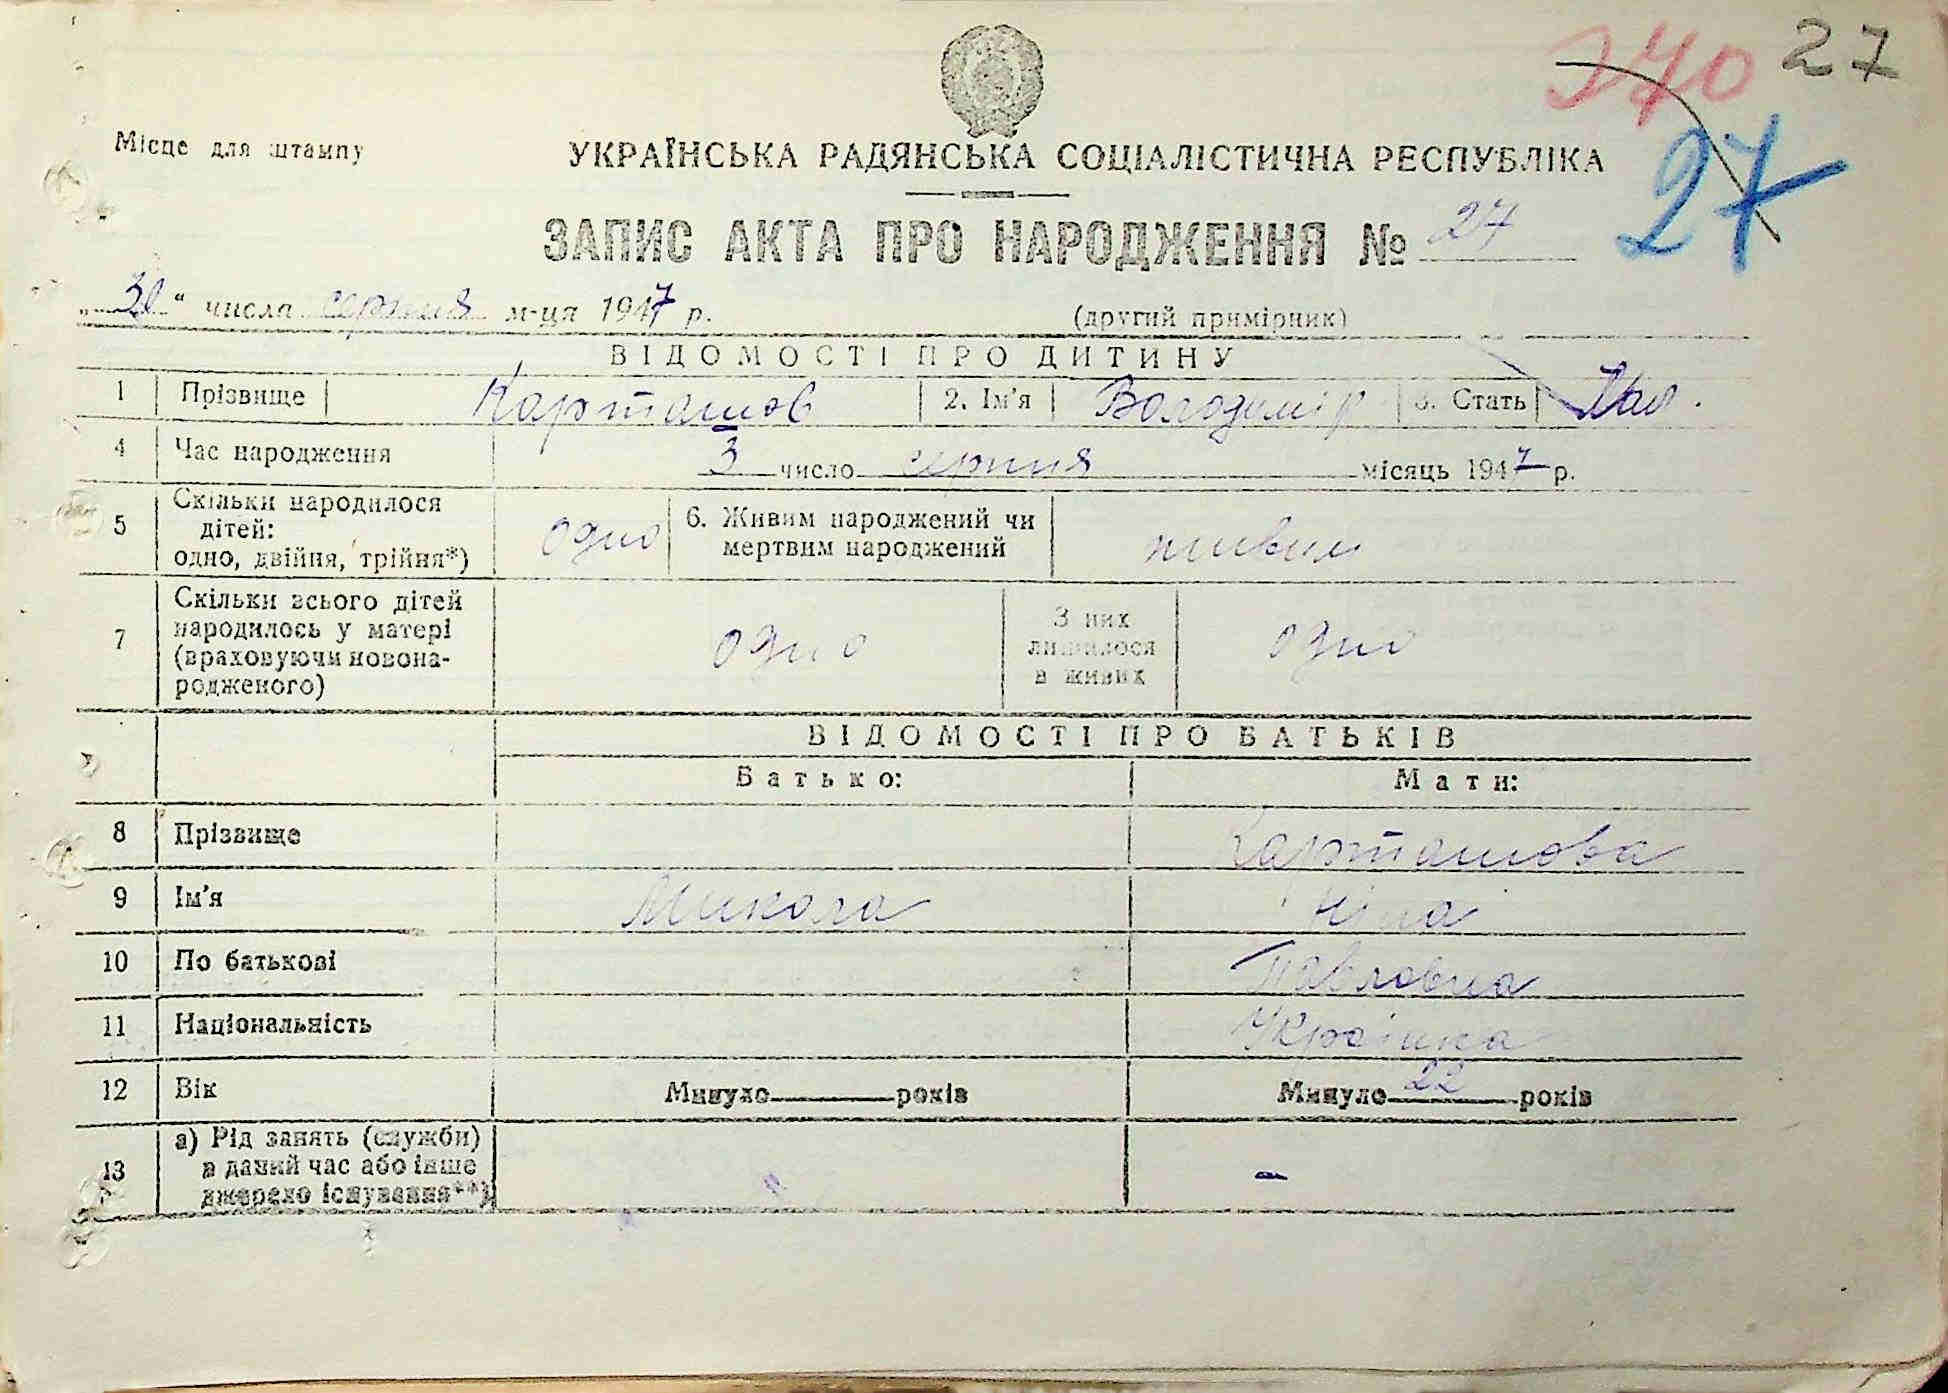 270 27
27
Місце для штампу
УКРАЇНСЬКА РАДЯНСЬКА СОЦІАЛІСТИЧНА РЕСПУБЛІКА
ЗАПИС АКТА ПРО НАРОДЖЕННЯ № 27
„30“ числа серпня м-ця 1947 р.
(другий примірник)
ВІДОМОСТІ ПРО ДИТИНУ
1 Прізвище Карташов 2. Ім'я Володимір 3. Стать
4 Час народження 3 число серпня місяць 1947 р.
5 Скільки народилося дітей: одно, двійня, трійня*) одно 6. Живим народжений чи мертвим народжений живим
7 Скільки всього дітей народилось у матері (враховуючи новонародженого) одно З них лишилося в живих одно
ВІДОМОСТІ ПРО БАТЬКІВ
Батько: Мати:
8 Прізвище Карташова
9 Ім'я Микола Ніна
10 По батькові Павловна
11 Національність Українка
12 Вік Минуло років Минуло 22 років
13 а) Рід занять (служби) в даний час або інше джерело існування**) -